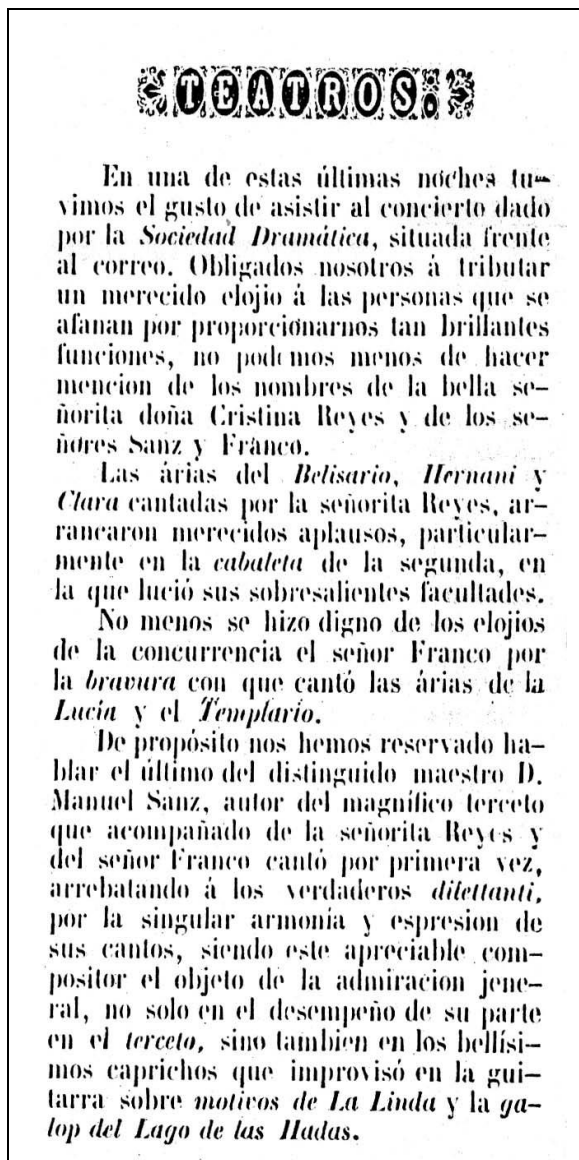 TEATROS.
En una de estas últimas noches tu-
vimos el gusto de asistir al concierto dado
por la Sociedad Dramática, situada frente
al correo. Obligados nosotros á tributar
un merecido elojio á las personas que se
afanan por proporcionarnos tan brillantes
funciones, no podemos menos de hacer
mencion de los nombres de la bella se-
ñorita doña Cristina Reyes y de los se-
ñores Sanz y Franco.
Las árias del Belisario, Hernani y
Clara cantadas por la señorita Reyes, ar-
rancaron merecidos aplausos, particular-
mente en la cabaleta de la segunda, en
la que lució sus sobresalientes facultades.
No menos se hizo digno de los elojios
de la concurrencia el señor Franco por
la bravura con que cantó las árias de la
Lucía y el Templario.
De propósito nos hemos reservado ha-
blar el último del distinguido maestro D.
Manuel Sanz, autor del magnífico terceto
que acompañado de la señorita Reyes y
del señor Franco cantó por primera vez,
arrebatando á los verdaderos dilettanti,
por la singular armonía y espresion de
sus cantos, siendo este apreciable com-
positor el objeto de la admiracion jene-
ral, no solo en el desempeño de su parte
en el terceto, sino tambien en los bellísi-
mos caprichos que improvisó en la gui-
tarra sobre motivos de La Linda y la ga-
lop del Lago de las Hadas.